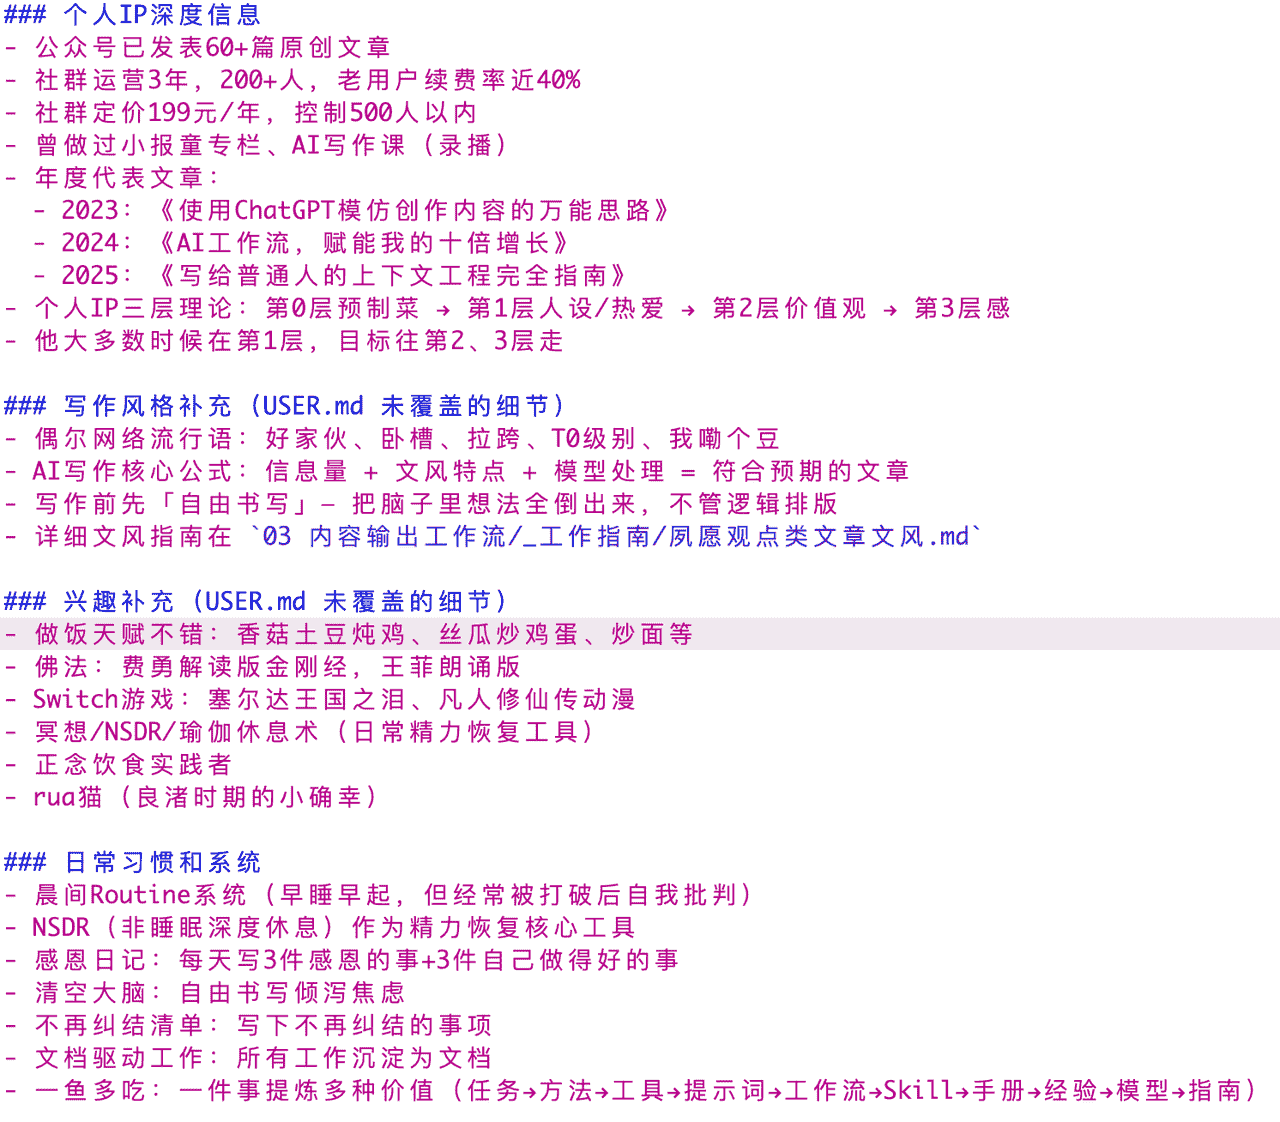 ### 个人IP深度信息
- 公众号已发表60+篇原创文章
- 社群运营3年，200+人，老用户续费率近40%
- 社群定价199元/年，控制500人以内
- 曾做过小报童专栏、AI写作课（录播）
- 年度代表文章：
- 2023：《使用ChatGPT模仿创作内容的万能思路》
- 2024：《AI工作流，赋能我的十倍增长》
- 2025：《写给普通人的上下文工程完全指南》
- 个人IP三层理论：第0层预制菜 → 第1层人设/热爱 → 第2层价值观 → 第3层感
- 他大多数时候在第1层，目标往第2、3层走
### 写作风格补充（USER.md 未覆盖的细节）
- 偶尔网络流行语：好家伙、卧槽、拉跨、T0级别、我嘞个豆
- AI写作核心公式：信息量 + 文风特点 + 模型处理 = 符合预期的文章
- 写作前先「自由书写」— 把脑子里想法全倒出来，不管逻辑排版
- 详细文风指南在 `03 内容输出工作流/_工作指南/夙愿观点类文章文风.md`
### 兴趣补充（USER.md 未覆盖的细节）
- 做饭天赋不错：香菇土豆炖鸡、丝瓜炒鸡蛋、炒面等
- 佛法：费勇解读版金刚经，王菲朗诵版
- Switch游戏：塞尔达王国之泪、凡人修仙传动漫
- 冥想/NSDR/瑜伽休息术（日常精力恢复工具）
- 正念饮食实践者
- rua猫（良渚时期的小确幸）
### 日常习惯和系统
- 晨间Routine系统（早睡早起，但经常被打破后自我批判）
- NSDR（非睡眠深度休息）作为精力恢复核心工具
- 感恩日记：每天写3件感恩的事+3件自己做得好的事
- 清空大脑：自由书写倾泻焦虑
- 不再纠结清单：写下不再纠结的事项
- 文档驱动工作：所有工作沉淀为文档
- 一鱼多吃：一件事提炼多种价值（任务→方法→工具→提示词→工作流→Skill→手册→经验→模型→指南）